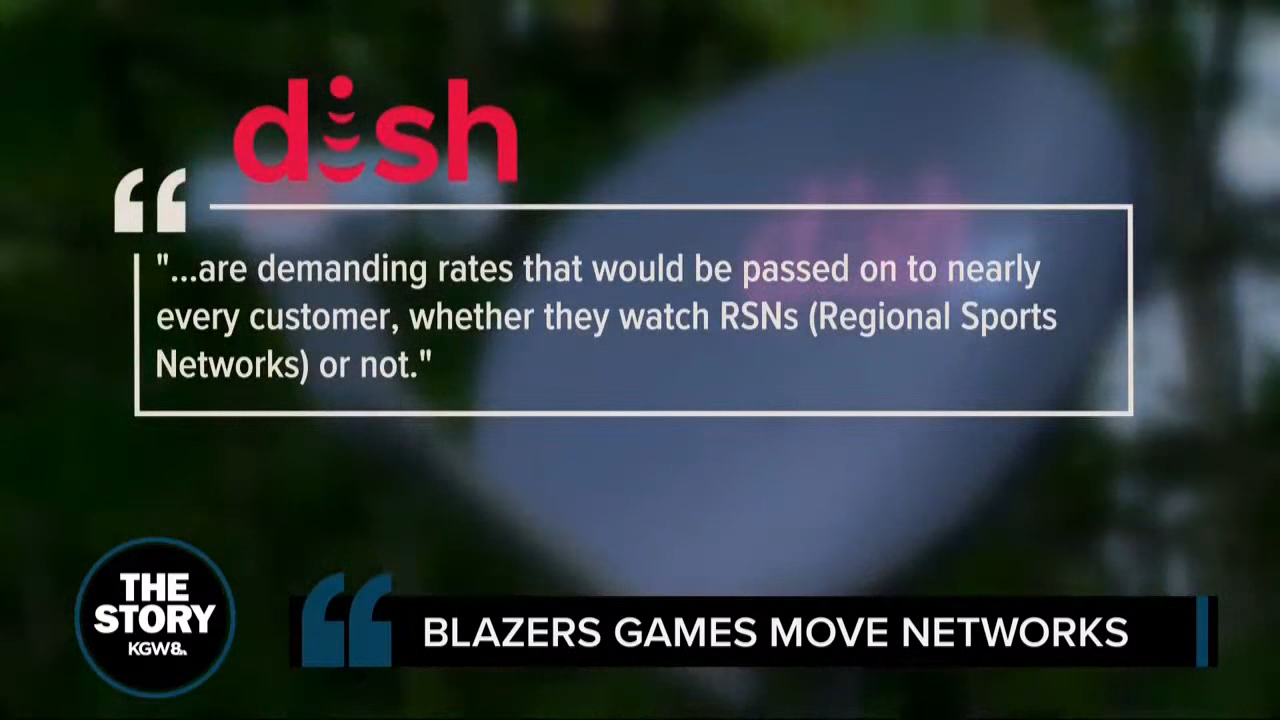 dish
"...are demanding rates that would be passed on to nearly
every customer, whether they watch RSNs (Regional Sports
Networks) or not."
THE
STORY
KGW8
BLAZERS GAMES MOVE NETWORKS